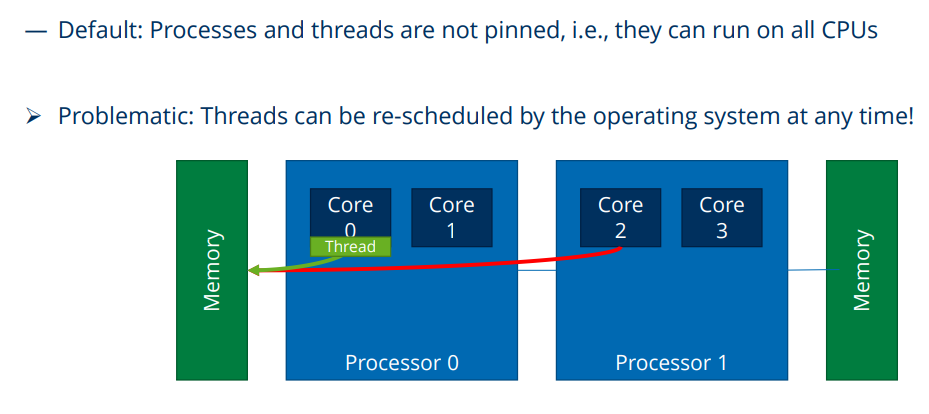 — Default: Processes and threads are not pinned, i.e., they can run on all CPUs
➢ Problematic: Threads can be re-scheduled by the operating system at any time!
Memory
Core
0
Thread
Core
1
Processor 0
Core
2
Core
3
Processor 1
Memory